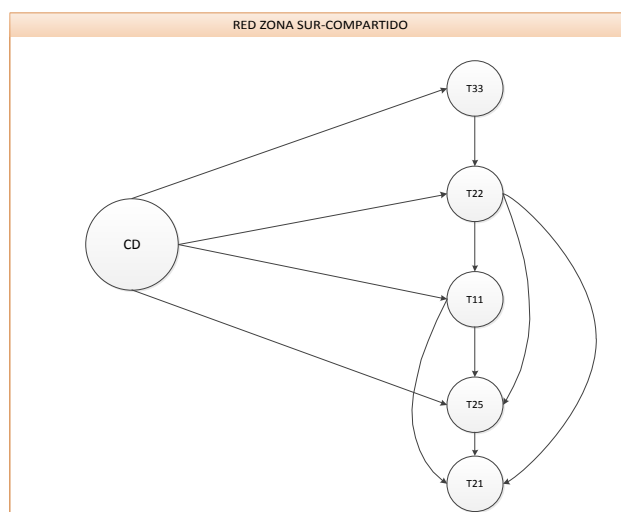 RED ZONA SUR-COMPARTIDO
T33
T22
CD
T11
T25
T21